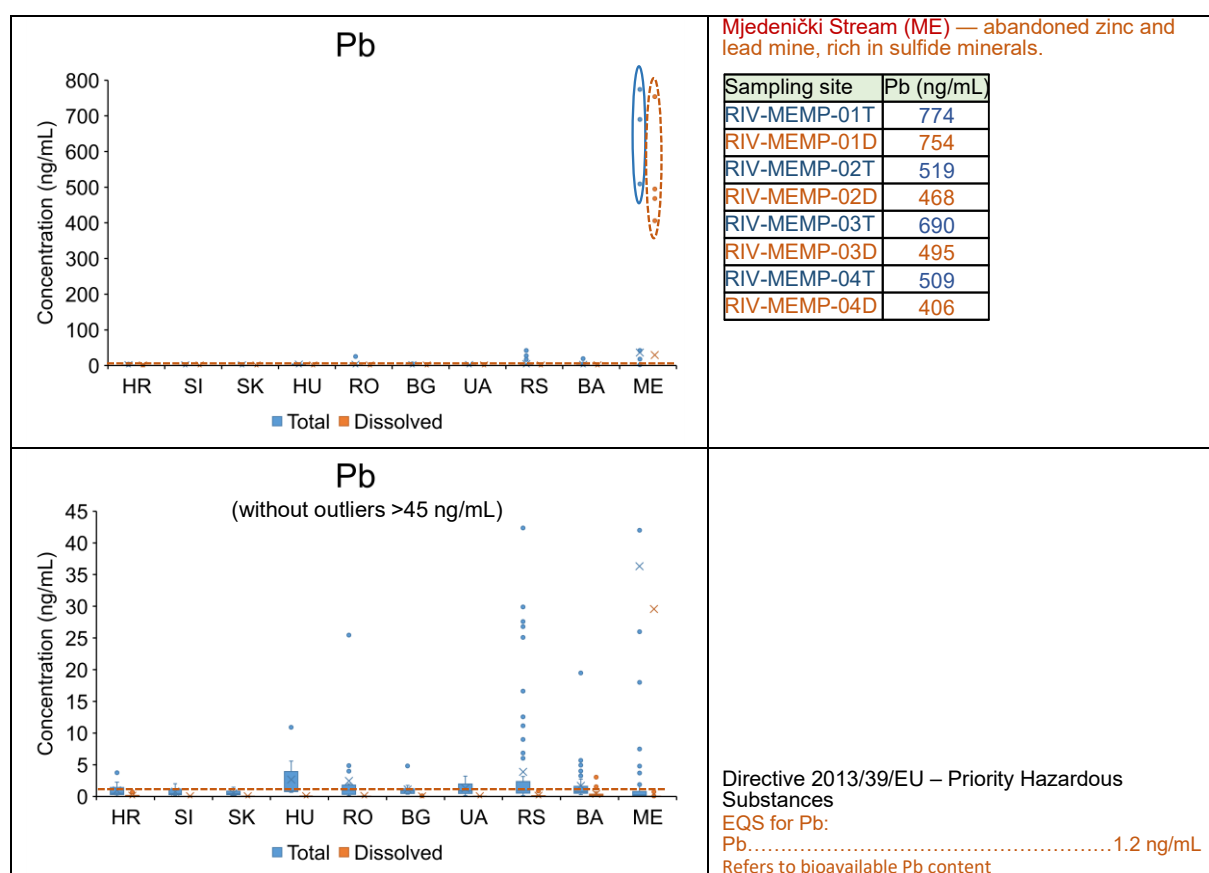 Pb
Concentration (ng/mL)
800
700
600
500
400
300
200
100
0
HR SI SK HU RO BG UA RS BA ME
Total Dissolved
Mjedenički Stream (ME) — abandoned zinc and
lead mine, rich in sulfide minerals.
Sampling site Pb (ng/mL)
RIV-MEMP-01T 774
RIV-MEMP-01D 754
RIV-MEMP-02T 519
RIV-MEMP-02D 468
RIV-MEMP-03T 690
RIV-MEMP-03D 495
RIV-MEMP-04T 509
RIV-MEMP-04D 406
Pb
(without outliers >45 ng/mL)
Concentration (ng/mL)
45
40
35
30
25
20
15
10
5
0
HR SI SK HU RO BG UA RS BA ME
Total Dissolved
Directive 2013/39/EU – Priority Hazardous
Substances
EQS for Pb:
Pb……………………………………………1.2 ng/mL
Refers to bioavailable Pb content